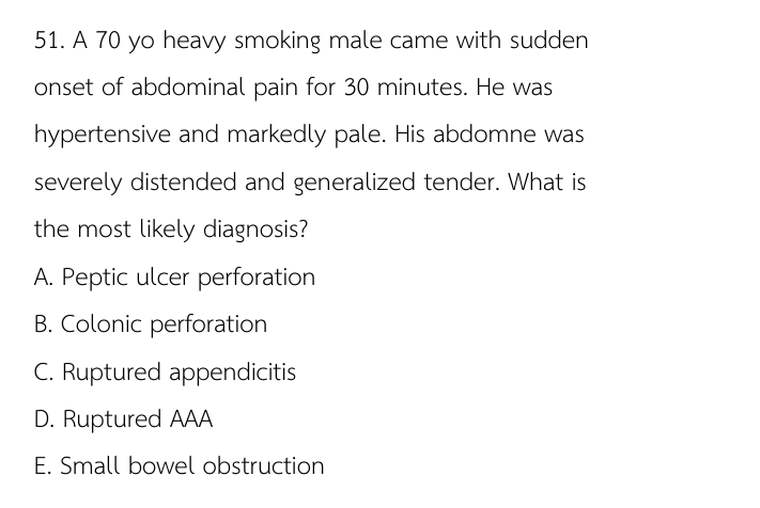 51. A 70 yo heavy smoking male came with sudden
onset of abdominal pain for 30 minutes. He was
hypertensive and markedly pale. His abdomne was
severely distended and generalized tender. What is
the most likely diagnosis?
A. Peptic ulcer perforation
B. Colonic perforation
C. Ruptured appendicitis
D. Ruptured AAA
E. Small bowel obstruction